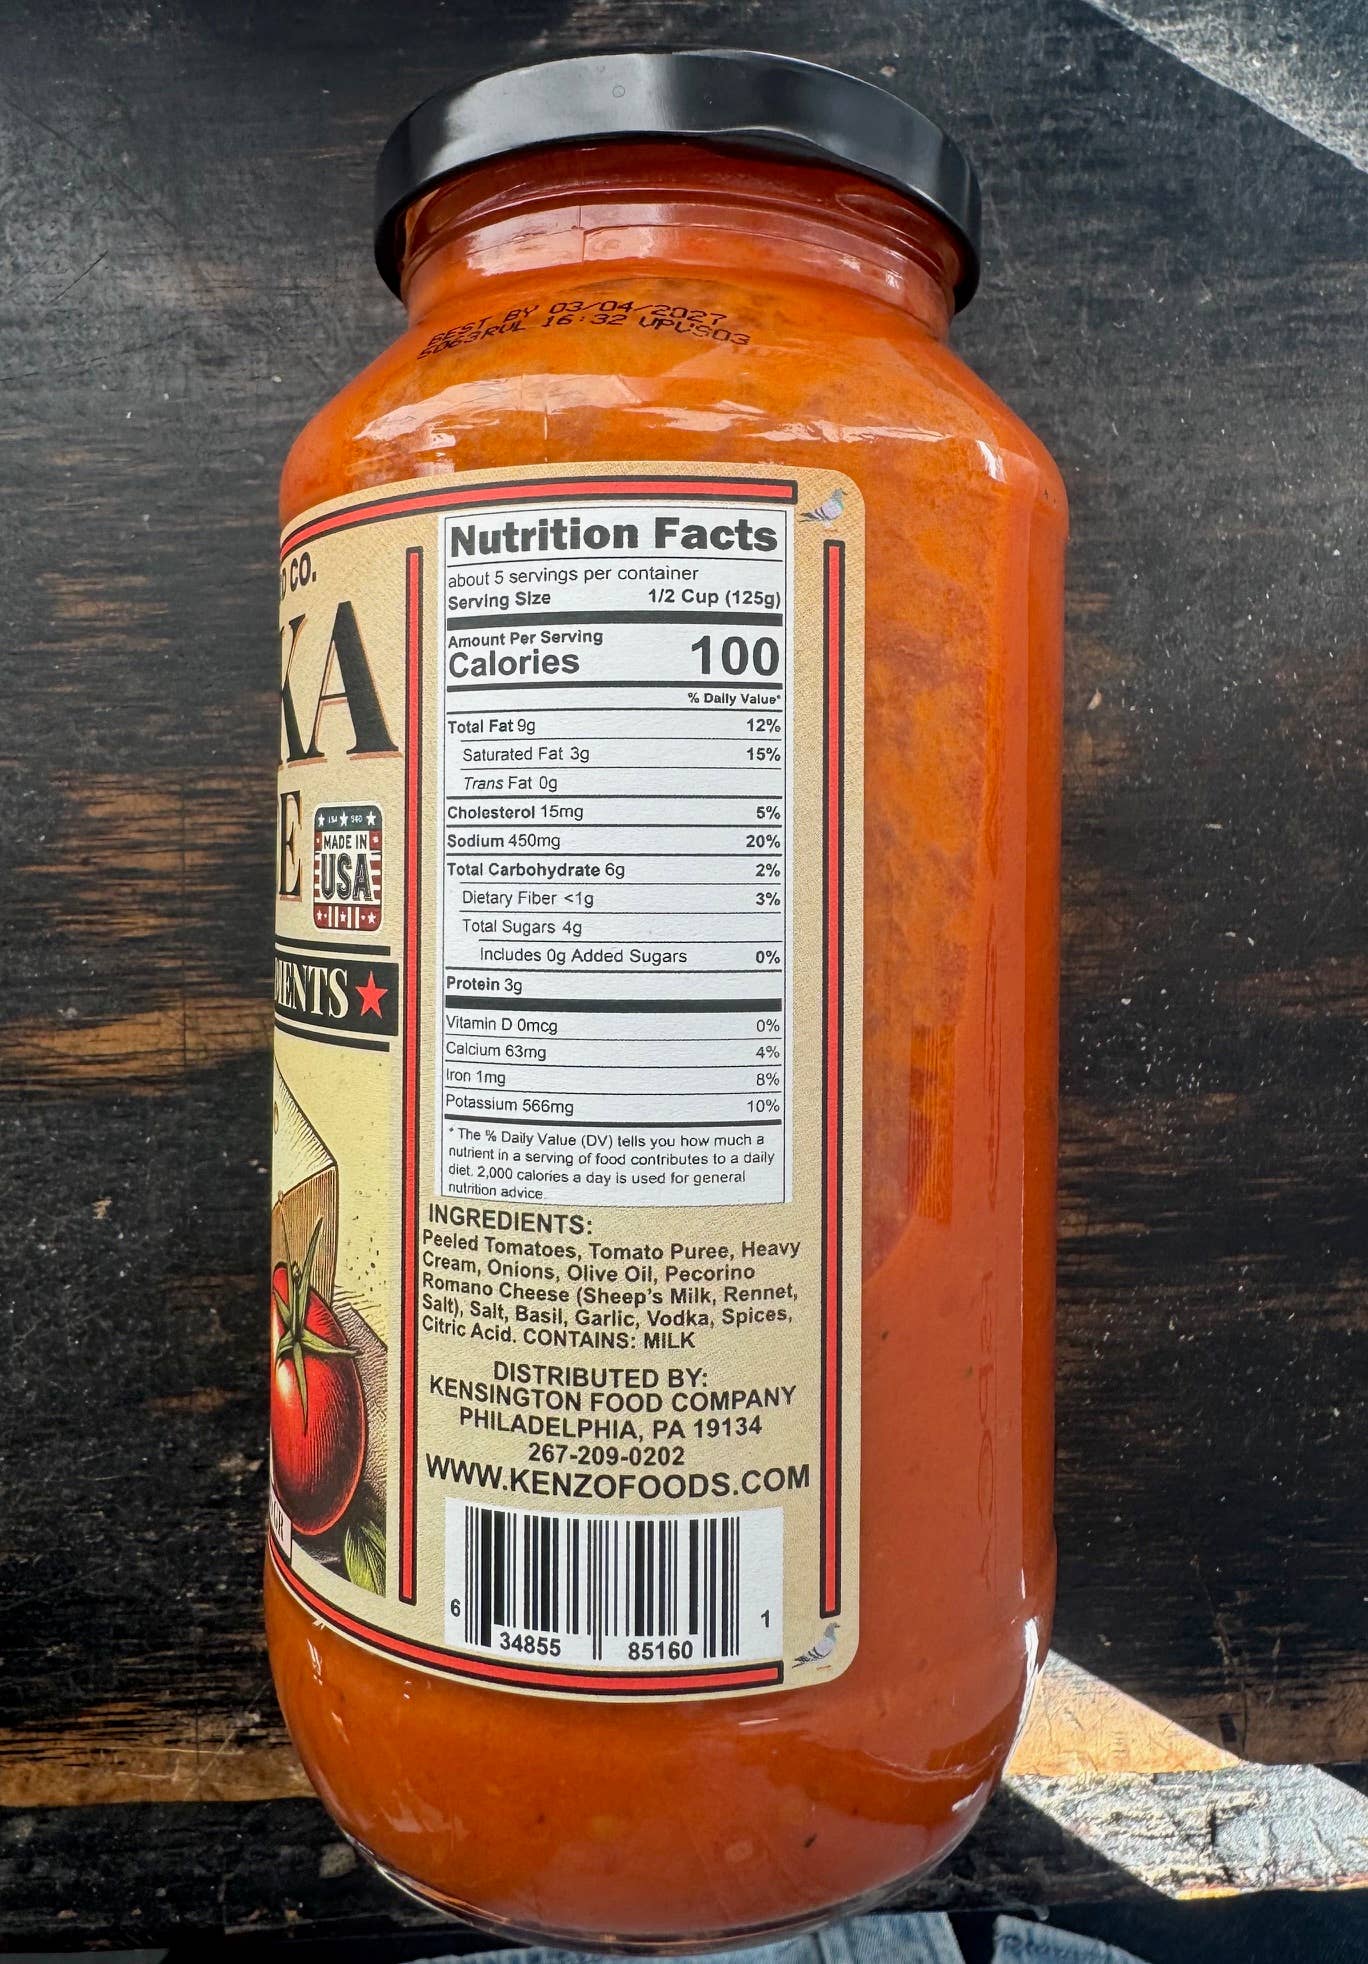 BEST BY 03/04/2027
5063RVL 16:32 VPVS03
D CO.
KA
E
MADE IN
USA
ENTS
Nutrition Facts
about 5 servings per container
Serving Size 1/2 Cup (125g)
Amount Per Serving
Calories 100
% Daily Value*
Total Fat 9g 12%
Saturated Fat 3g 15%
Trans Fat 0g
Cholesterol 15mg 5%
Sodium 450mg 20%
Total Carbohydrate 6g 2%
Dietary Fiber <1g 3%
Total Sugars 4g
Includes 0g Added Sugars 0%
Protein 3g
Vitamin D 0mcg 0%
Calcium 63mg 4%
Iron 1mg 8%
Potassium 566mg 10%
* The % Daily Value (DV) tells you how much a
nutrient in a serving of food contributes to a daily
diet. 2,000 calories a day is used for general
nutrition advice.
INGREDIENTS:
Peeled Tomatoes, Tomato Puree, Heavy
Cream, Onions, Olive Oil, Pecorino
Romano Cheese (Sheep's Milk, Rennet,
Salt), Salt, Basil, Garlic, Vodka, Spices,
Citric Acid. CONTAINS: MILK
DISTRIBUTED BY:
KENSINGTON FOOD COMPANY
PHILADELPHIA, PA 19134
267-209-0202
WWW.KENZOFOODS.COM
6 34855 85160 1